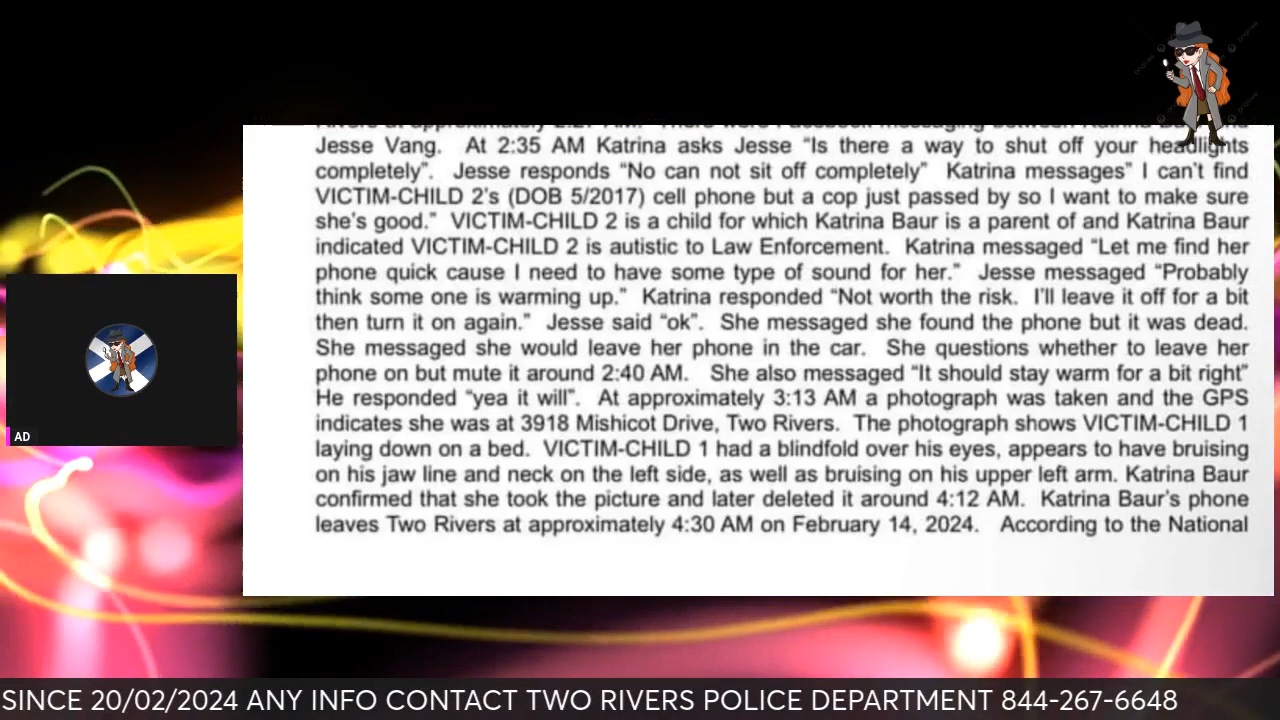 Jesse Vang. At 2:35 AM Katrina asks Jesse “Is there a way to shut off your headlights
completely”. Jesse responds “No can not sit off completely” Katrina messages” I can’t find
VICTIM-CHILD 2’s (DOB 5/2017) cell phone but a cop just passed by so I want to make sure
she’s good.” VICTIM-CHILD 2 is a child for which Katrina Baur is a parent of and Katrina Baur
indicated VICTIM-CHILD 2 is autistic to Law Enforcement. Katrina messaged “Let me find her
phone quick cause I need to have some type of sound for her.” Jesse messaged “Probably
think some one is warming up.” Katrina responded “Not worth the risk. I’ll leave it off for a bit
then turn it on again.” Jesse said “ok”. She messaged she found the phone but it was dead.
She messaged she would leave her phone in the car. She questions whether to leave her
phone on but mute it around 2:40 AM. She also messaged “It should stay warm for a bit right”
He responded “yea it will”. At approximately 3:13 AM a photograph was taken and the GPS
indicates she was at 3918 Mishicot Drive, Two Rivers. The photograph shows VICTIM-CHILD 1
laying down on a bed. VICTIM-CHILD 1 had a blindfold over his eyes, appears to have bruising
on his jaw line and neck on the left side, as well as bruising on his upper left arm. Katrina Baur
confirmed that she took the picture and later deleted it around 4:12 AM. Katrina Baur’s phone
leaves Two Rivers at approximately 4:30 AM on February 14, 2024. According to the National
AD
SINCE 20/02/2024 ANY INFO CONTACT TWO RIVERS POLICE DEPARTMENT 844-267-6648